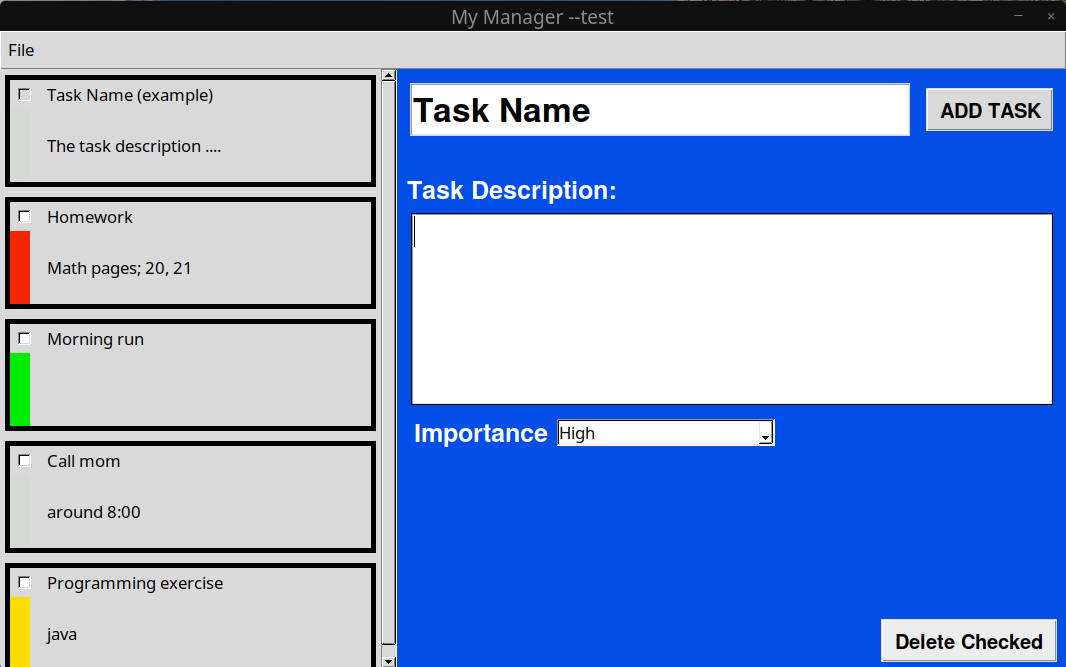 My Manager --test
File
Task Name (example)
The task description ....
Homework
Math pages; 20, 21
Morning run
Call mom
around 8:00
Programming exercise
java
Task Name
ADD TASK
Task Description:
Importance
High
Delete Checked